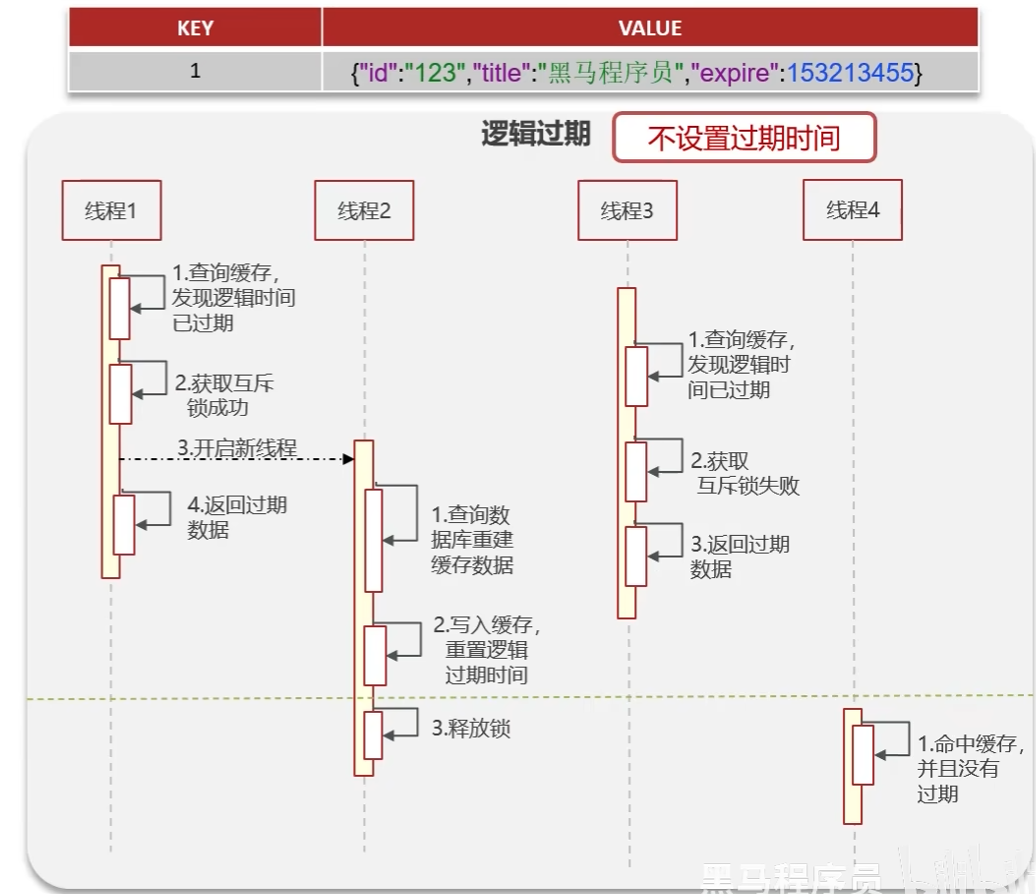 KEY VALUE
1 {"id":"123","title":"黑马程序员","expire":153213455}
逻辑过期 不设置过期时间
线程1 线程2 线程3 线程4
1.查询缓存，
发现逻辑时间
已过期
2.获取互斥
锁成功
3.开启新线程
4.返回过期
数据
1.查询数
据库重建
缓存数据
2.写入缓存，
重置逻辑
过期时间
3.释放锁
1.查询缓存，
发现逻辑时
间已过期
2.获取
互斥锁失败
3.返回过期
数据
1.命中缓存，
并且没有
过期
黑马程序员